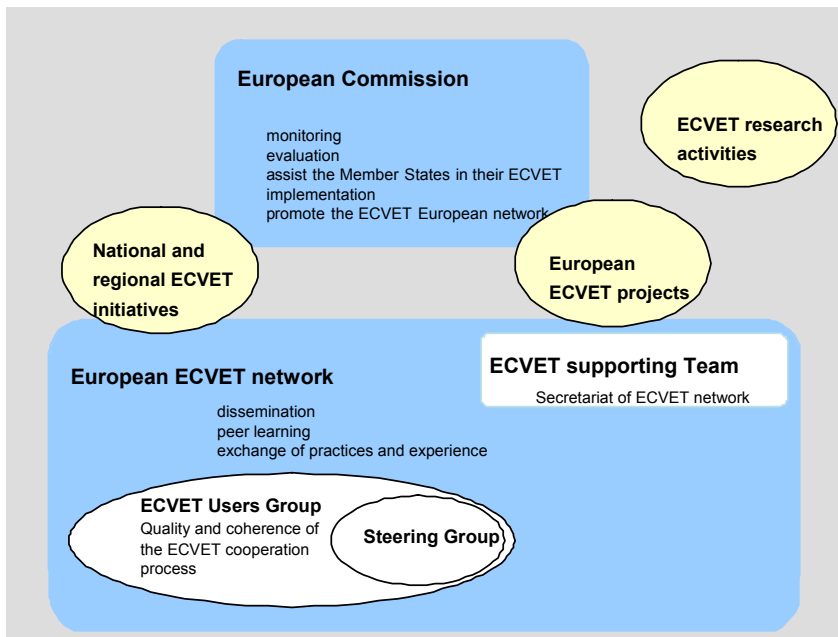 European Commission
monitoring
evaluation
assist the Member States in their ECVET
implementation
promote the ECVET European network
ECVET research
activities
National and
regional ECVET
initiatives
European
ECVET projects
European ECVET network
dissemination
peer learning
exchange of practices and experience
ECVET supporting Team
Secretariat of ECVET network
ECVET Users Group
Quality and coherence of
the ECVET cooperation
process
Steering Group